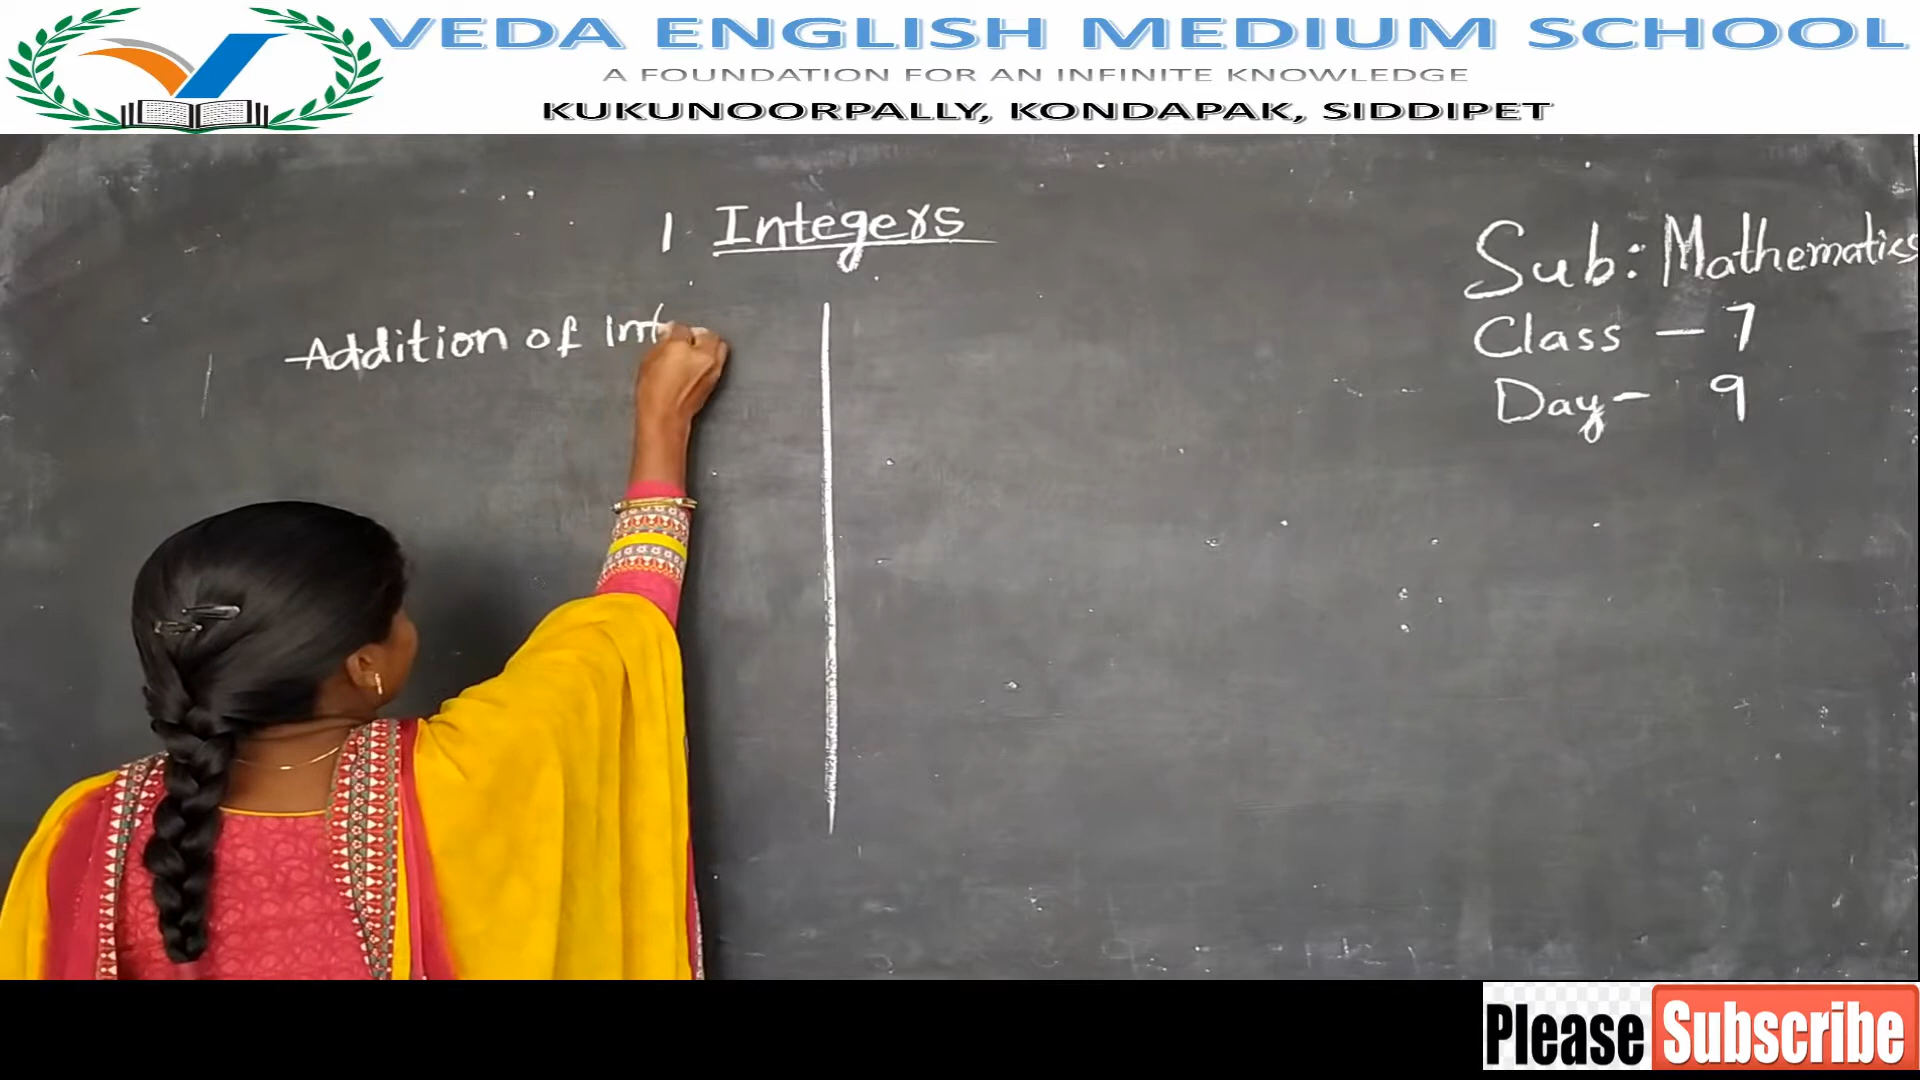 VEDA ENGLISH MEDIUM SCHOOL
A FOUNDATION FOR AN INFINITE KNOWLEDGE
KUKUNOORPALLY, KONDAPAK, SIDDIPET
1 Integers
Sub: Mathematics
Class - 7
Day - 9
Addition of Int
Please Subscribe